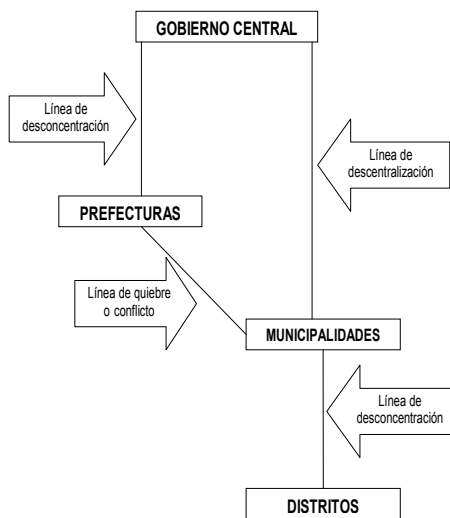 GOBIERNO CENTRAL
Línea de
desconcentración
Línea de
descentralización
PREFECTURAS
Línea de quiebre
o conflicto
MUNICIPALIDADES
Línea de
desconcentración
DISTRITOS